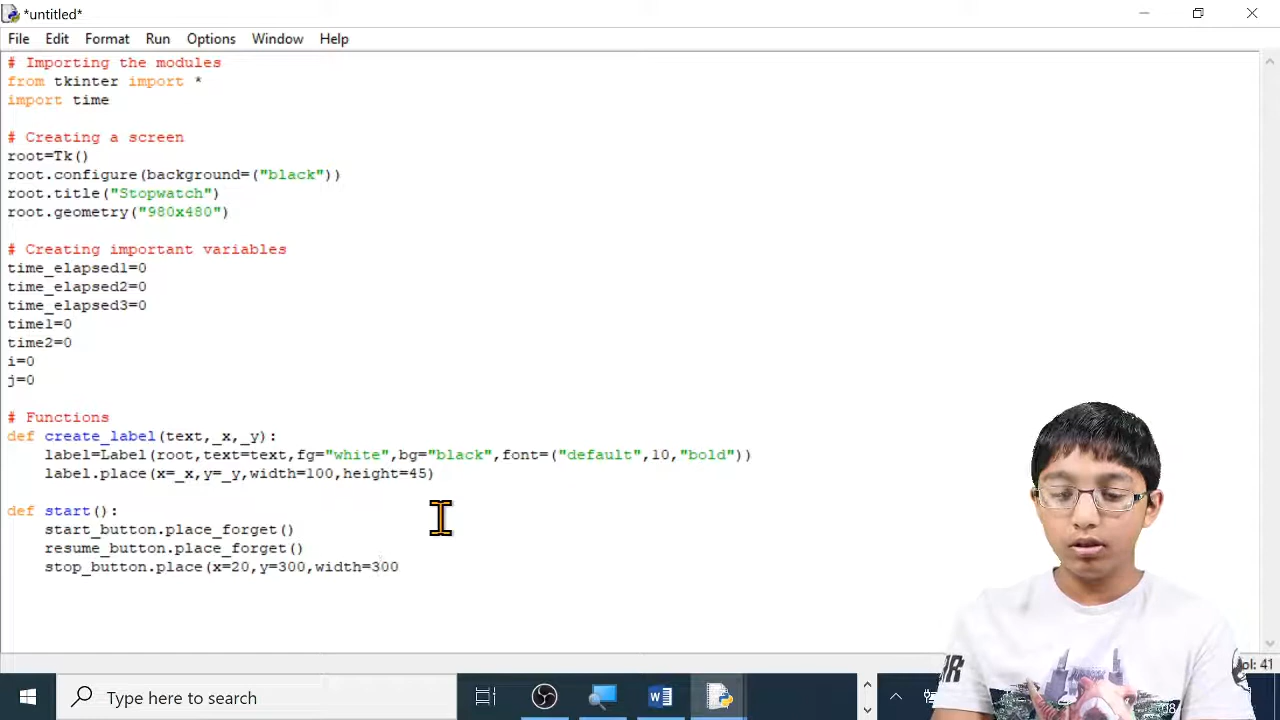 *untitled*
File Edit Format Run Options Window Help
# Importing the modules
from tkinter import *
import time
# Creating a screen
root=Tk()
root.configure(background=("black"))
root.title("Stopwatch")
root.geometry("980x480")
# Creating important variables
time_elapsed1=0
time_elapsed2=0
time_elapsed3=0
time1=0
time2=0
i=0
j=0
# Functions
def create_label(text,_x,_y):
label=Label(root,text=text,fg="white",bg="black",font=("default",10,"bold"))
label.place(x=_x,y=_y,width=100,height=45)
def start():
start_button.place_forget()
resume_button.place_forget()
stop_button.place(x=20,y=300,width=300
ol: 41
Type here to search